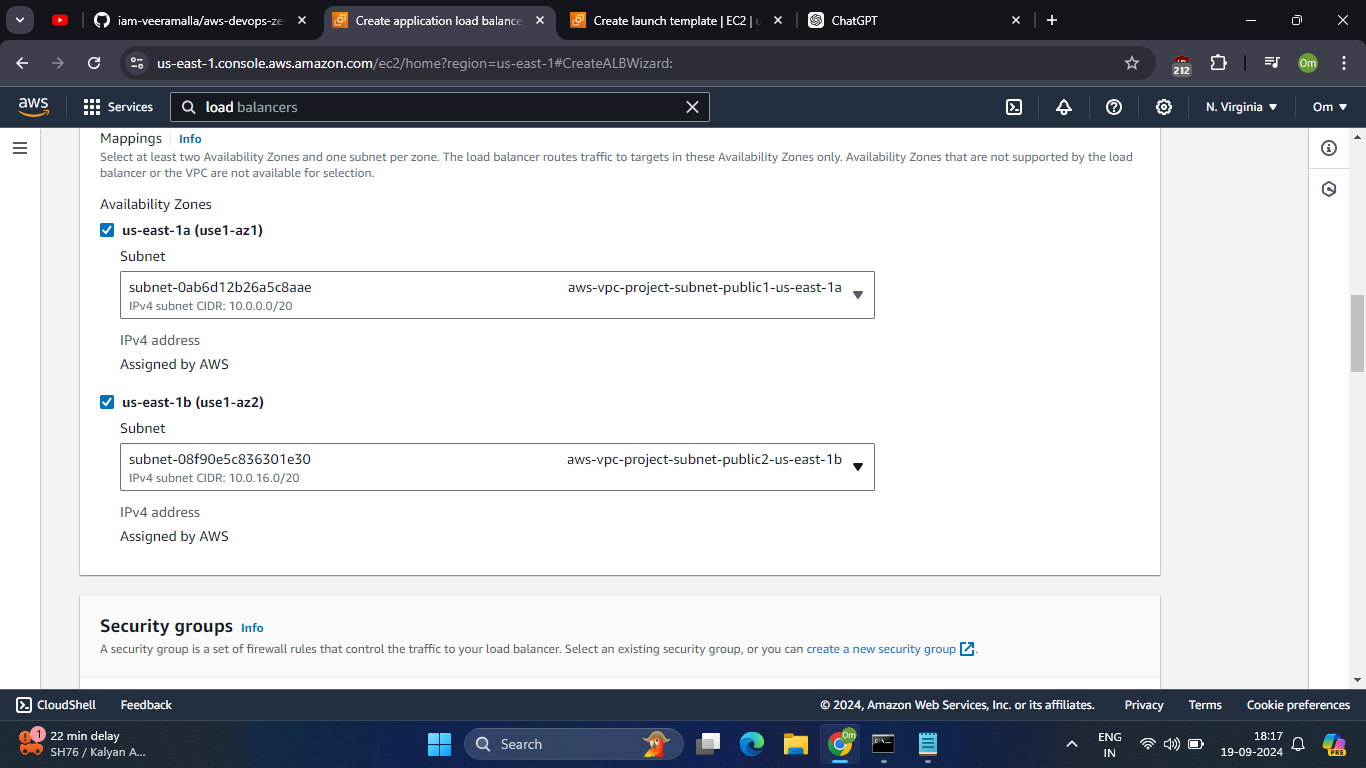 iam-veeramalla/aws-devops-ze
Create application load balance
Create launch template | EC2 | u
ChatGPT
us-east-1.console.aws.amazon.com/ec2/home?region=us-east-1#CreateALBWizard:
212
Om
aws
Services
load balancers
N. Virginia
Om
Mappings
Info
Select at least two Availability Zones and one subnet per zone. The load balancer routes traffic to targets in these Availability Zones only. Availability Zones that are not supported by the load
balancer or the VPC are not available for selection.
Availability Zones
us-east-1a (use1-az1)
Subnet
subnet-0ab6d12b26a5c8aae
aws-vpc-project-subnet-public1-us-east-1a
IPv4 subnet CIDR: 10.0.0.0/20
IPv4 address
Assigned by AWS
us-east-1b (use1-az2)
Subnet
subnet-08f90e5c836301e30
aws-vpc-project-subnet-public2-us-east-1b
IPv4 subnet CIDR: 10.0.16.0/20
IPv4 address
Assigned by AWS
Security groups
Info
A security group is a set of firewall rules that control the traffic to your load balancer. Select an existing security group, or you can create a new security group .
CloudShell
Feedback
© 2024, Amazon Web Services, Inc. or its affiliates.
Privacy
Terms
Cookie preferences
1
22 min delay
SH76 / Kalyan A...
Search
Om
ENG
IN
18:17
19-09-2024
PRE